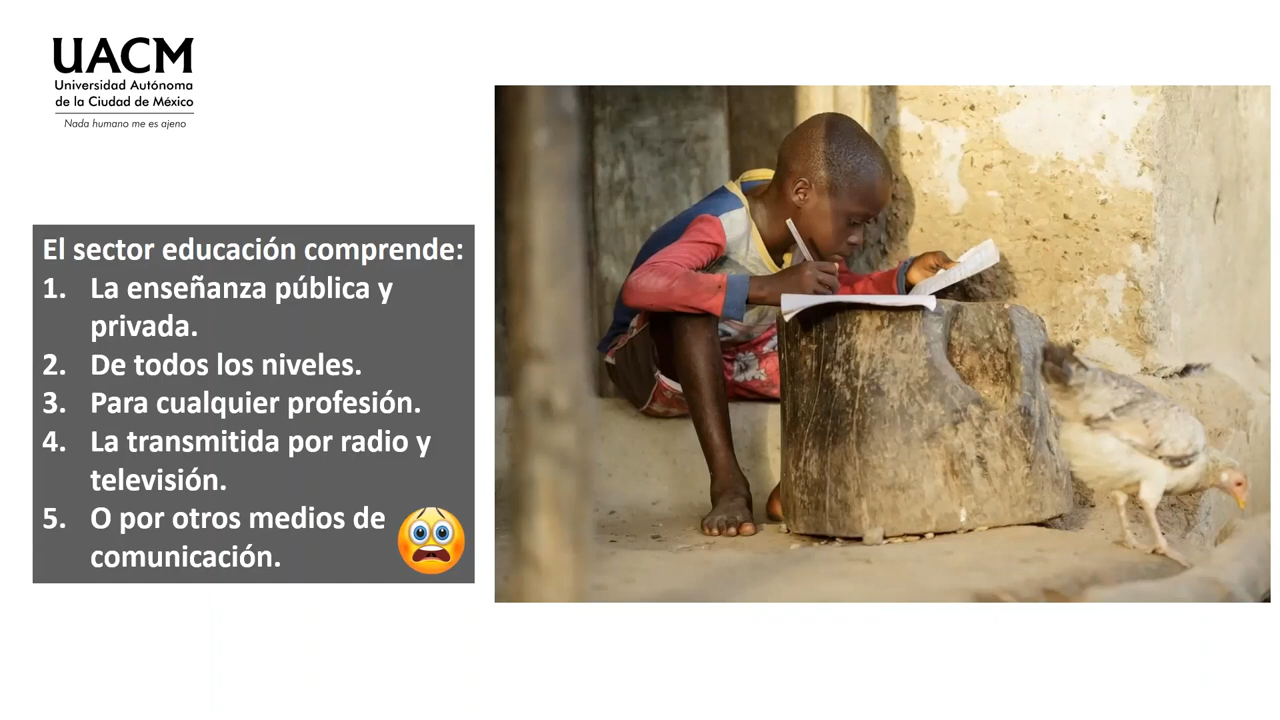 UACM
Universidad Autónoma
de la Ciudad de México
Nada humano me es ajeno
El sector educación comprende:
1. La enseñanza pública y
privada.
2. De todos los niveles.
3. Para cualquier profesión.
4. La transmitida por radio y
televisión.
5. O por otros medios de
comunicación.